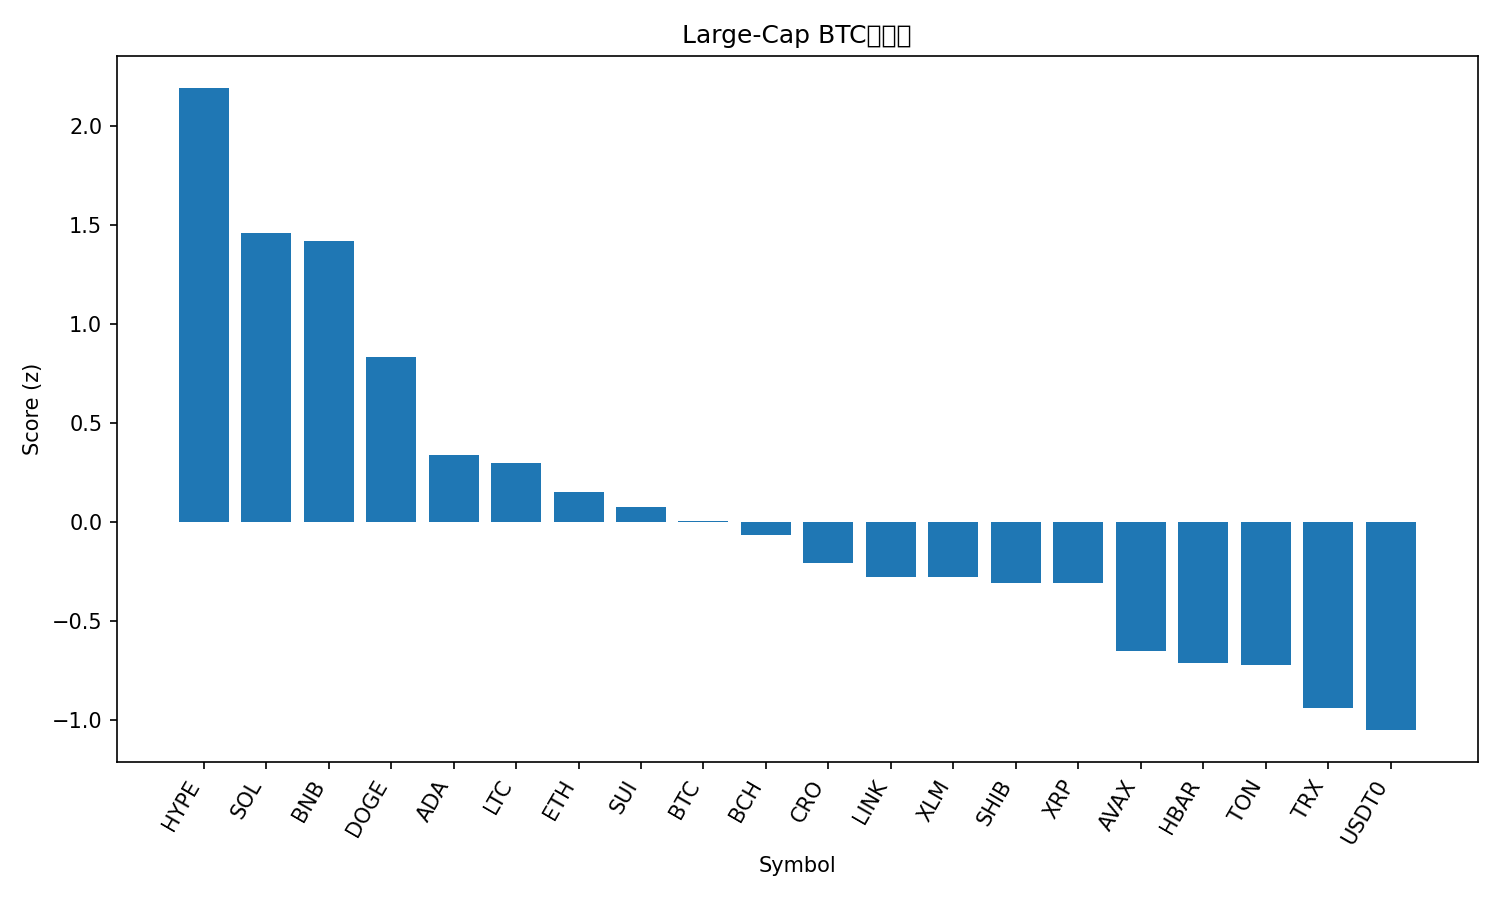 Large-Cap BTC
2.0
1.5
1.0
0.5
0.0
−0.5
−1.0
Score (z)
HYPE
SOL
BNB
DOGE
ADA
LTC
ETH
SUI
BTC
BCH
CRO
LINK
XLM
SHIB
XRP
AVAX
HBAR
TON
TRX
USDT0
Symbol